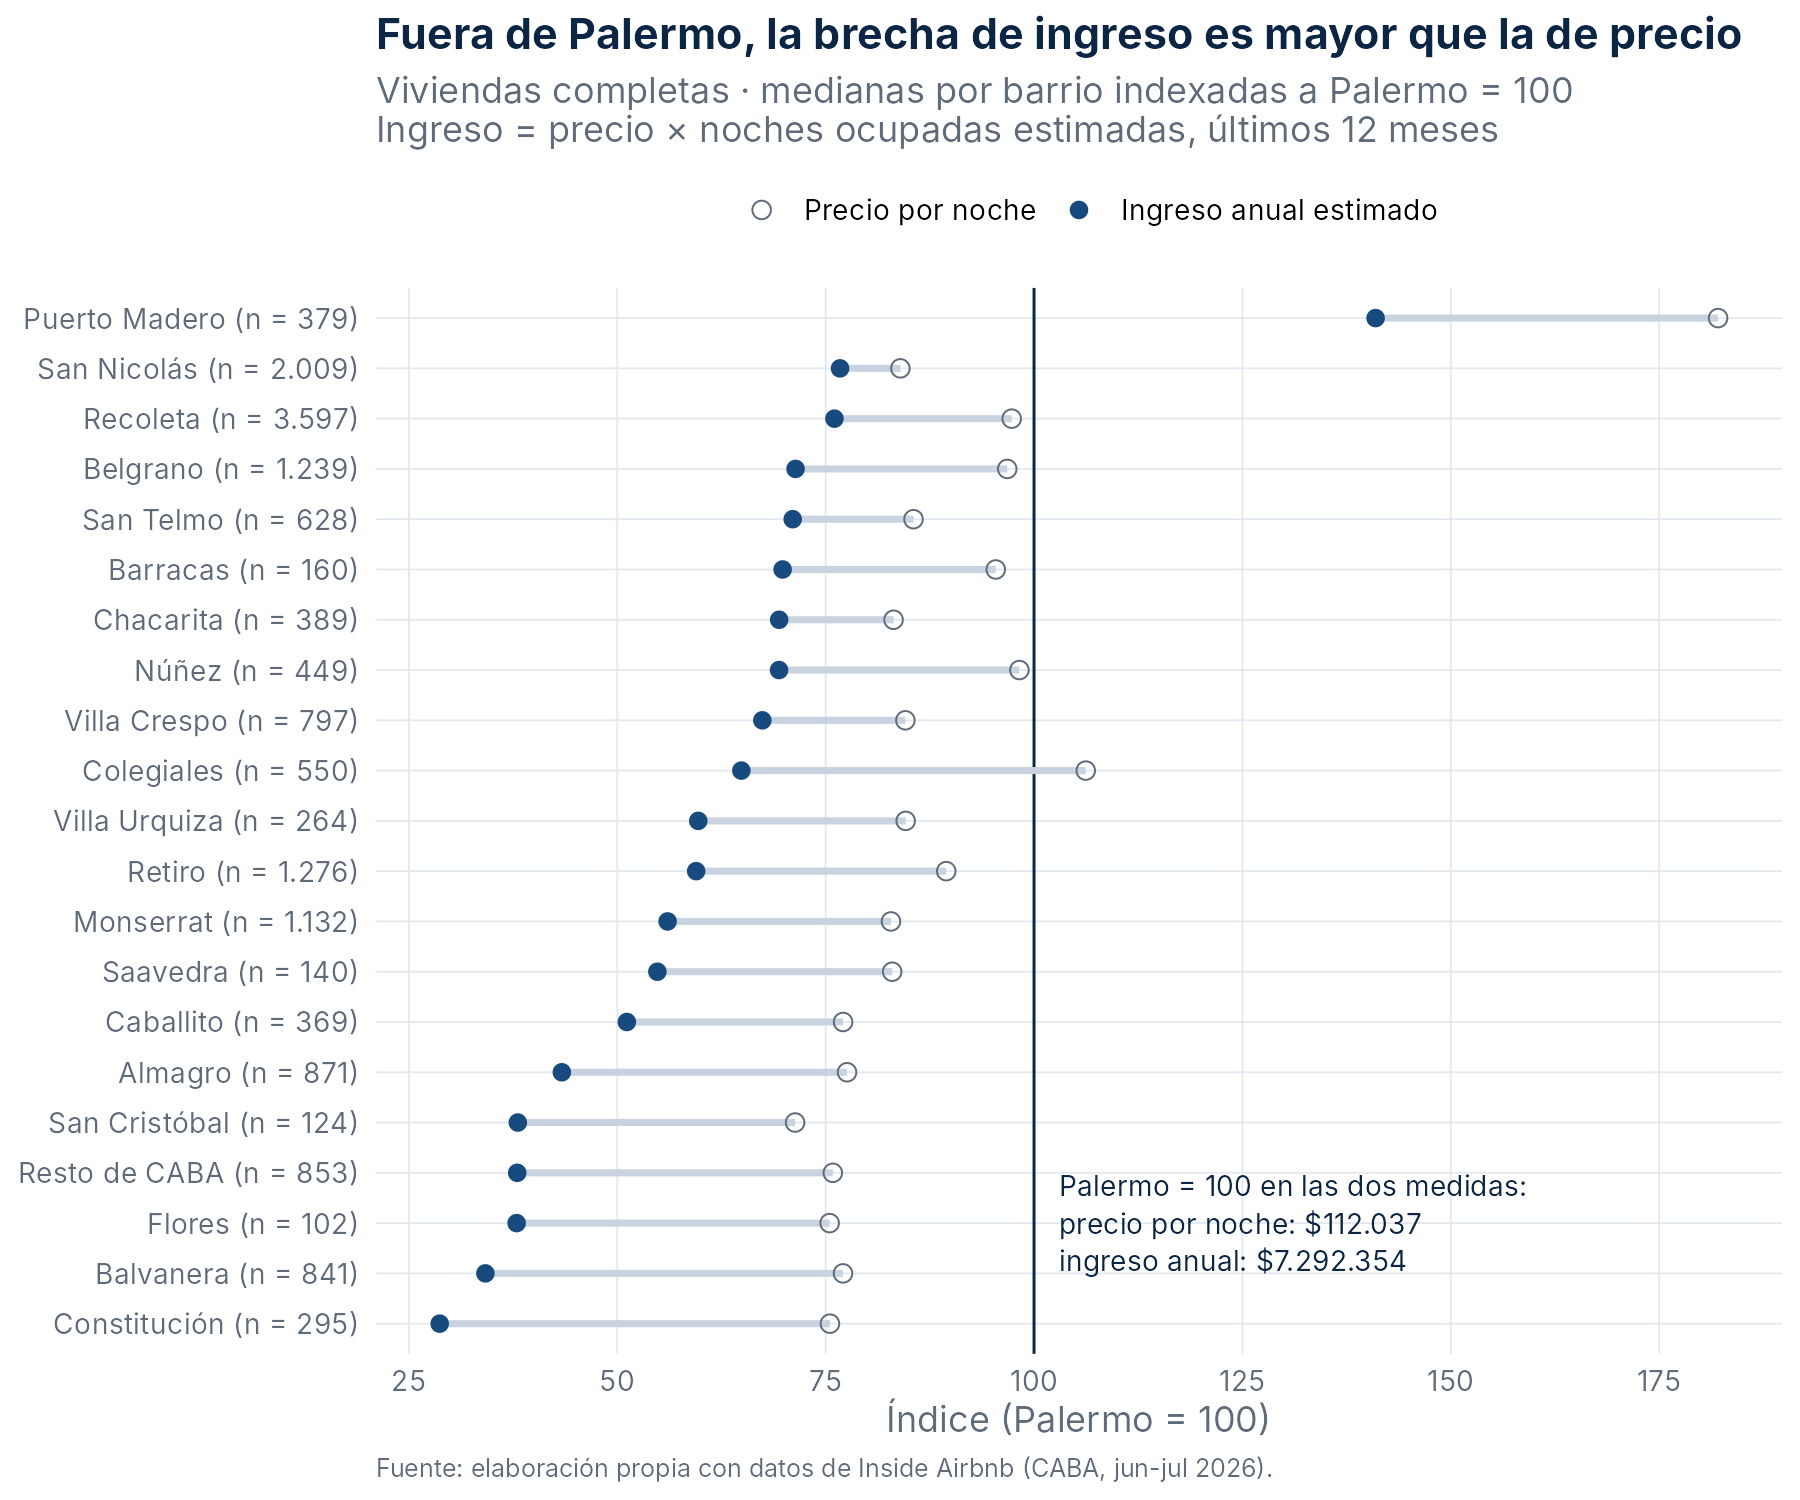 Fuera de Palermo, la brecha de ingreso es mayor que la de precio
Viviendas completas · medianas por barrio indexadas a Palermo = 100
Ingreso = precio × noches ocupadas estimadas, últimos 12 meses
Precio por noche
Ingreso anual estimado
Puerto Madero (n = 379)
San Nicolás (n = 2.009)
Recoleta (n = 3.597)
Belgrano (n = 1.239)
San Telmo (n = 628)
Barracas (n = 160)
Chacarita (n = 389)
Núñez (n = 449)
Villa Crespo (n = 797)
Colegiales (n = 550)
Villa Urquiza (n = 264)
Retiro (n = 1.276)
Monserrat (n = 1.132)
Saavedra (n = 140)
Caballito (n = 369)
Almagro (n = 871)
San Cristóbal (n = 124)
Resto de CABA (n = 853)
Flores (n = 102)
Balvanera (n = 841)
Constitución (n = 295)
Palermo = 100 en las dos medidas:
precio por noche: $112.037
ingreso anual: $7.292.354
25 50 75 100 125 150 175
Índice (Palermo = 100)
Fuente: elaboración propia con datos de Inside Airbnb (CABA, jun-jul 2026).